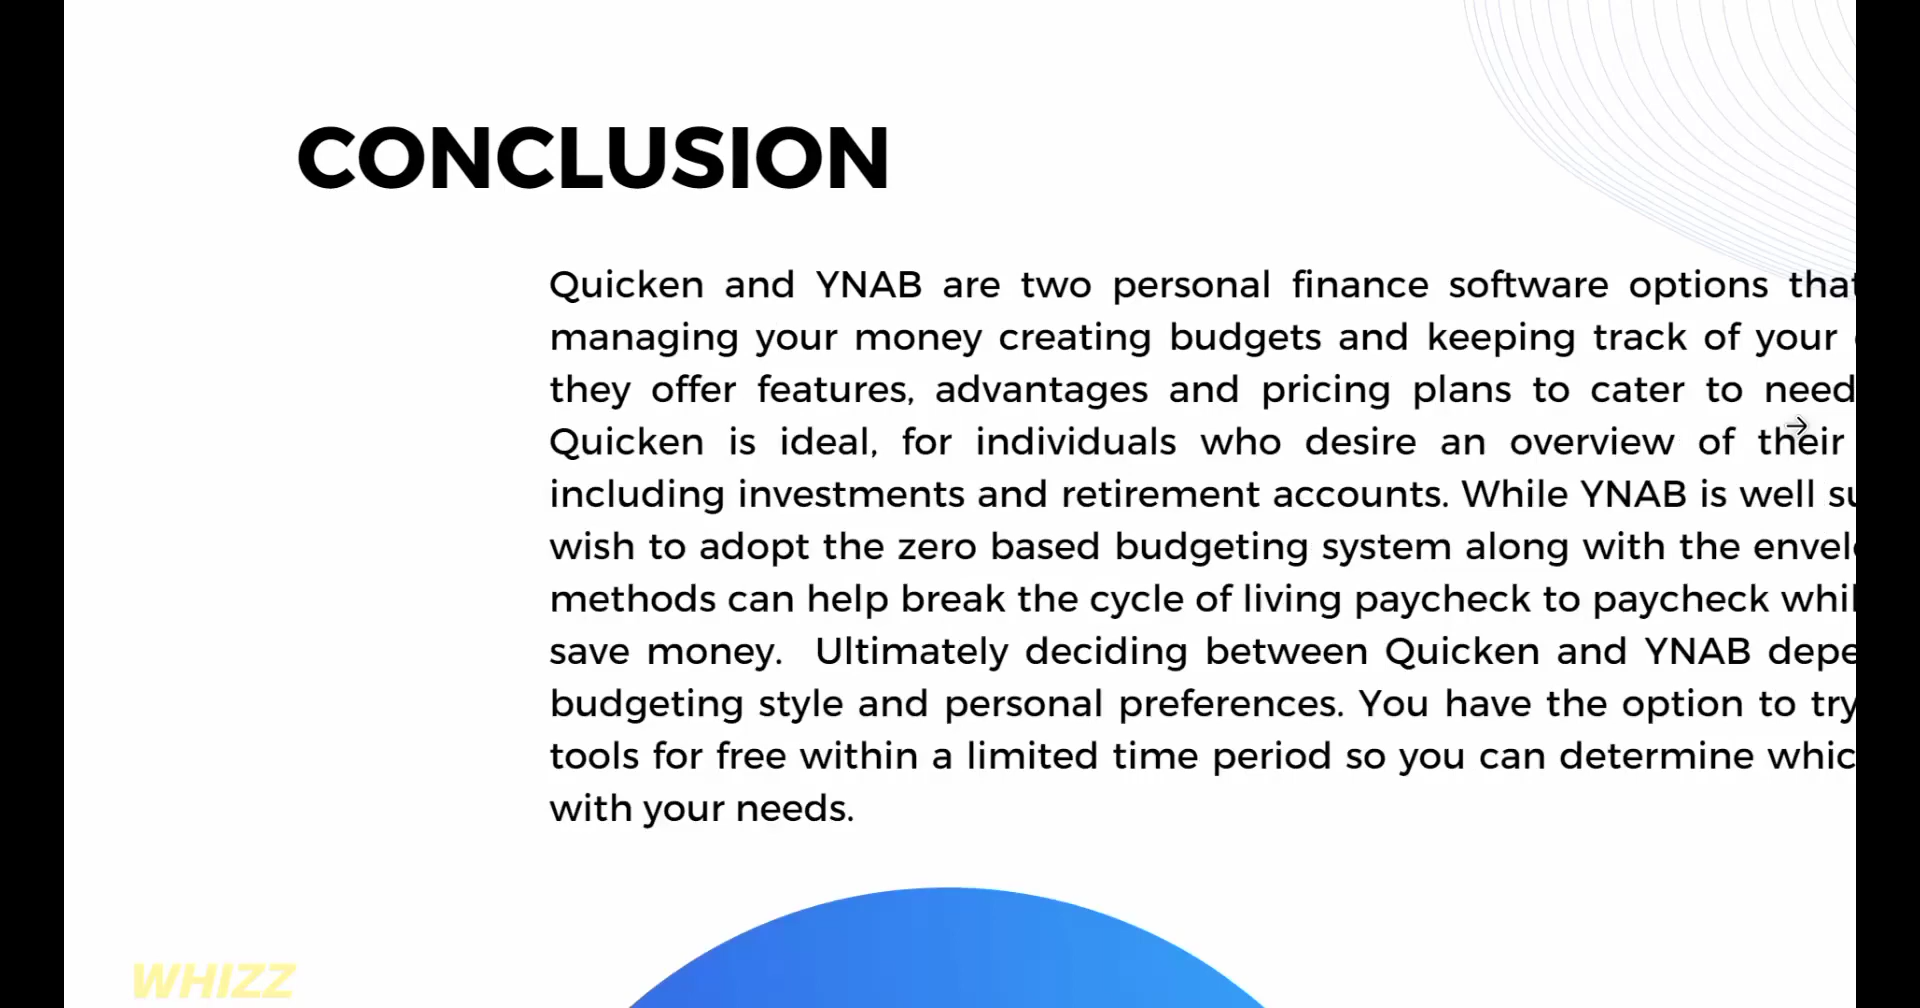 CONCLUSION
Quicken and YNAB are two personal finance software options that
managing your money creating budgets and keeping track of your
they offer features, advantages and pricing plans to cater to need
Quicken is ideal, for individuals who desire an overview of their
including investments and retirement accounts. While YNAB is well
wish to adopt the zero based budgeting system along with the
methods can help break the cycle of living paycheck to paycheck
save money. Ultimately deciding between Quicken and YNAB
budgeting style and personal preferences. You have the option to try
tools for free within a limited time period so you can determine
with your needs.
WHIZZ